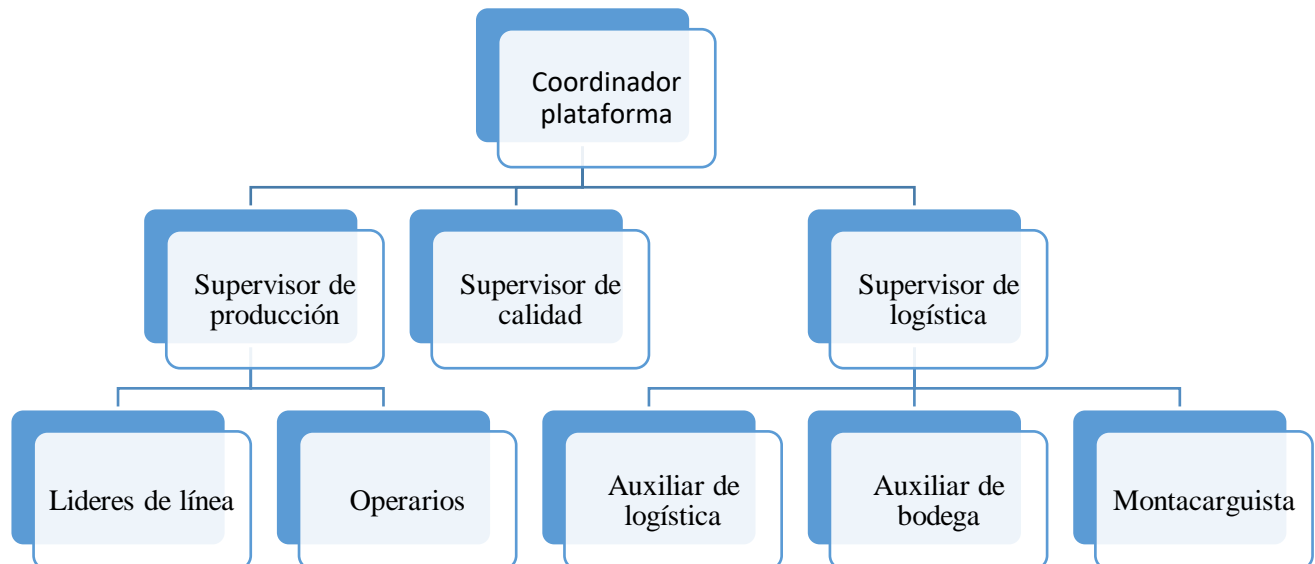 Coordinador
plataforma
Supervisor de
producción
Supervisor de
calidad
Supervisor de
logística
Lideres de línea
Operarios
Auxiliar de
logística
Auxiliar de
bodega
Montacarguista